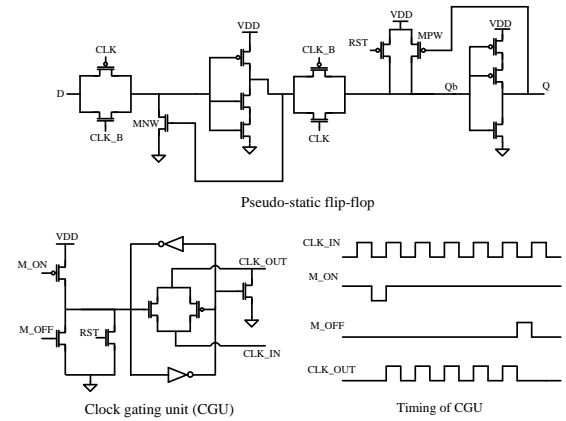 VDD
VDD
VDD
CLK
CLK_B
RST
MPW
D
Qb
Q
MNW
CLK_B
CLK
Pseudo-static flip-flop
VDD
M_ON
CLK_OUT
M_OFF
RST
CLK_IN
Clock gating unit (CGU)
CLK_IN
M_ON
M_OFF
CLK_OUT
Timing of CGU